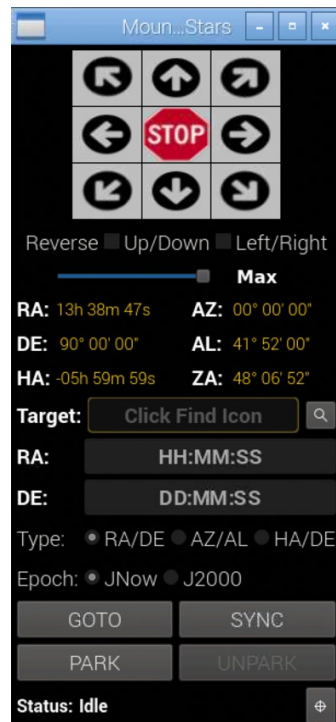 Moun...Stars
STOP
Reverse Up/Down Left/Right
Max
RA: 13h 38m 47s AZ: 00° 00' 00"
DE: 90° 00' 00" AL: 41° 52' 00"
HA: -05h 59m 59s ZA: 48° 06' 52"
Target: Click Find Icon
RA: HH:MM:SS
DE: DD:MM:SS
Type: RA/DE AZ/AL HA/DE
Epoch: JNow J2000
GOTO SYNC
PARK UNPARK
Status: Idle